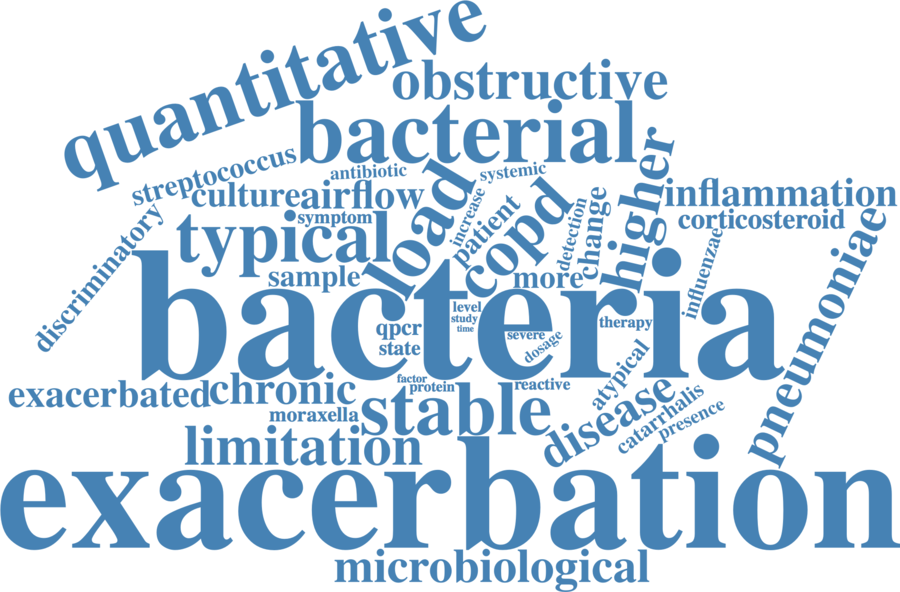 quantitative
obstructive
bacterial
streptococcus
antibiotic
systemic
culture
airflow
load
increase
patient
copd
detection
change
higher
inflammation
corticosteroid
symptom
typical
discriminatory
sample
more
influenzae
pneumoniae
bacteria
level
study
time
qpcr
state
severe
dosage
therapy
atypical
exacerbated
chronic
factor
protein
reactive
moraxella
stable
disease
catarrhalis
presence
limitation
exacerbation
microbiological